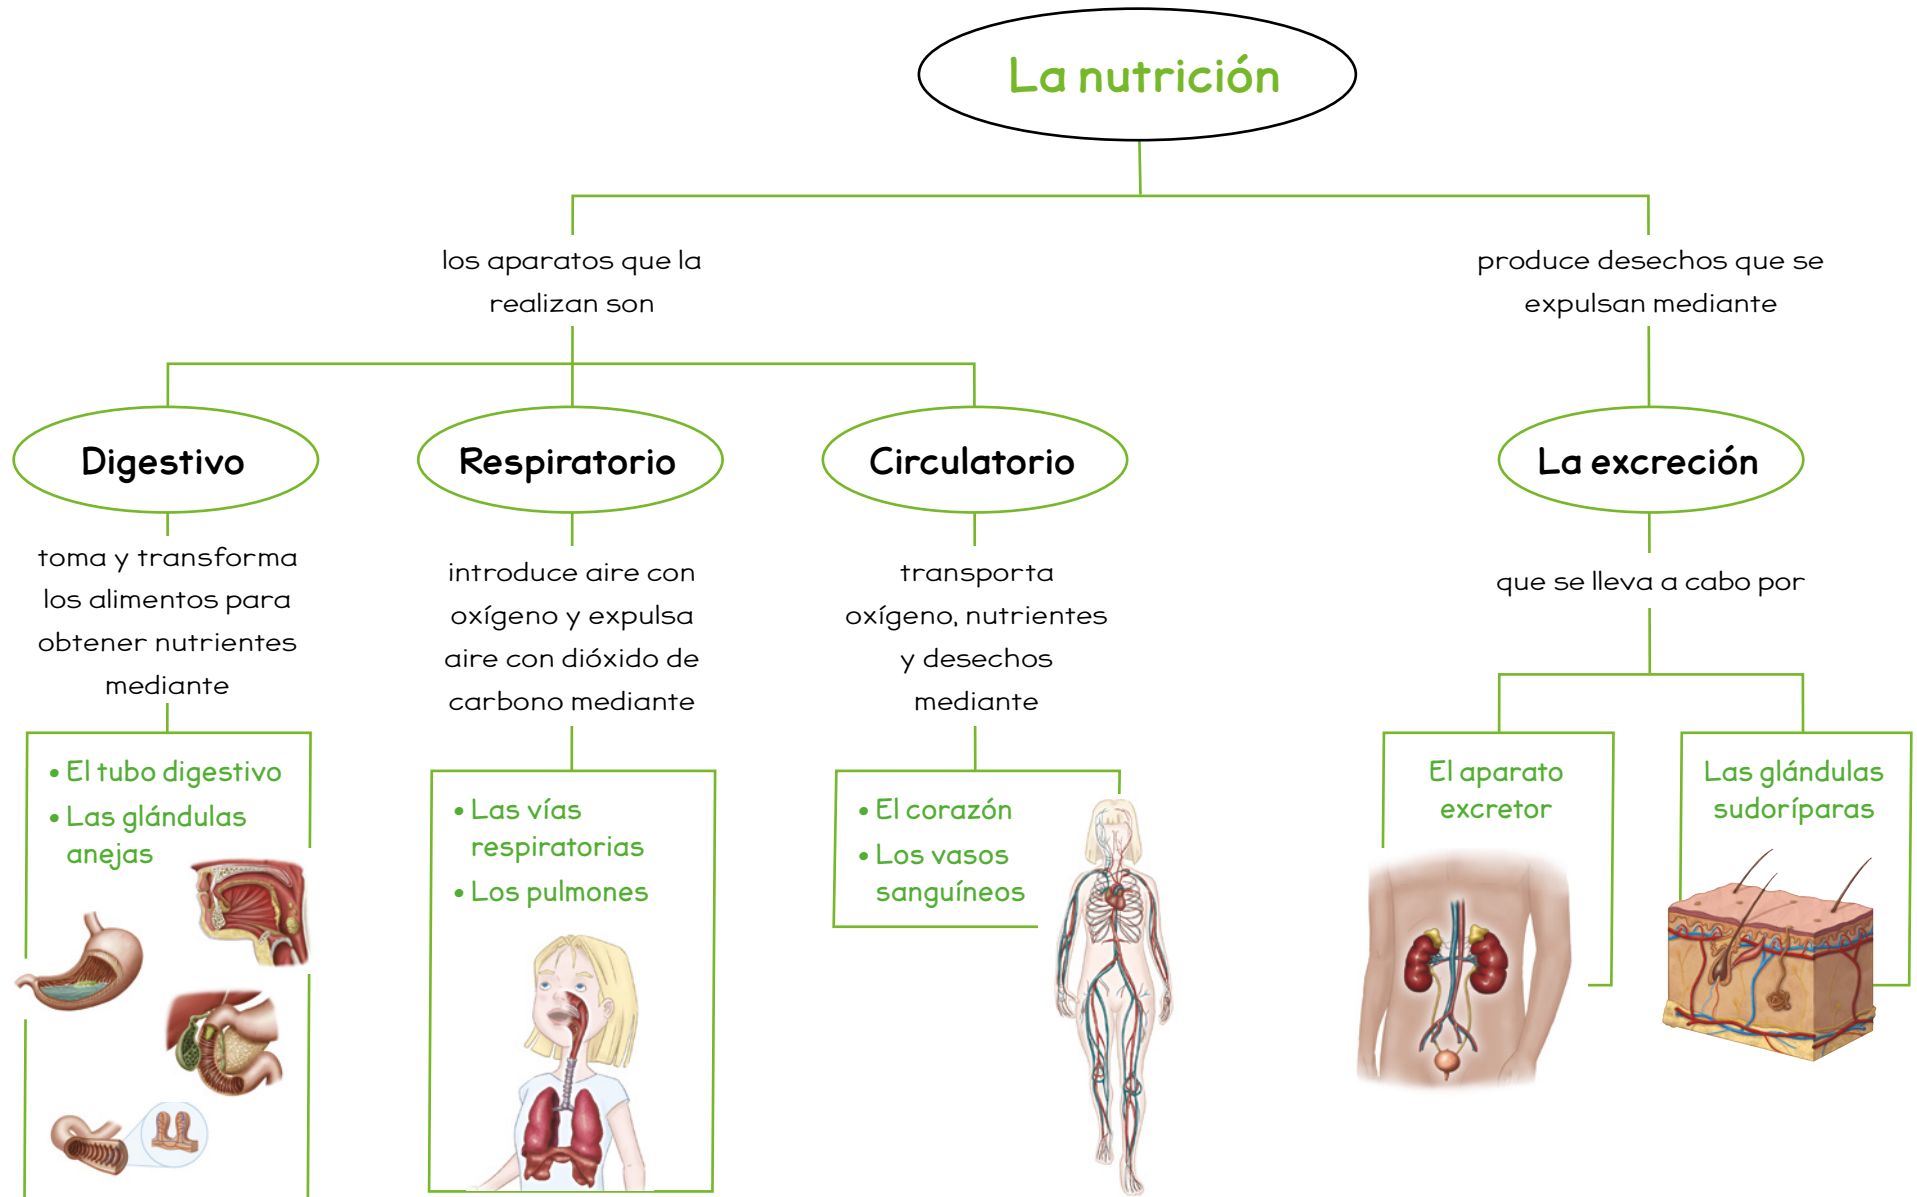 La nutrición
los aparatos que la
realizan son
produce desechos que se
expulsan mediante
Digestivo
Respiratorio
Circulatorio
La excreción
toma y transforma
los alimentos para
obtener nutrientes
mediante
introduce aire con
oxígeno y expulsa
aire con dióxido de
carbono mediante
transporta
oxígeno, nutrientes
y desechos
mediante
que se lleva a cabo por
• El tubo digestivo
• Las glándulas
anejas
• Las vías
respiratorias
• Los pulmones
• El corazón
• Los vasos
sanguíneos
El aparato
excretor
Las glándulas
sudoríparas